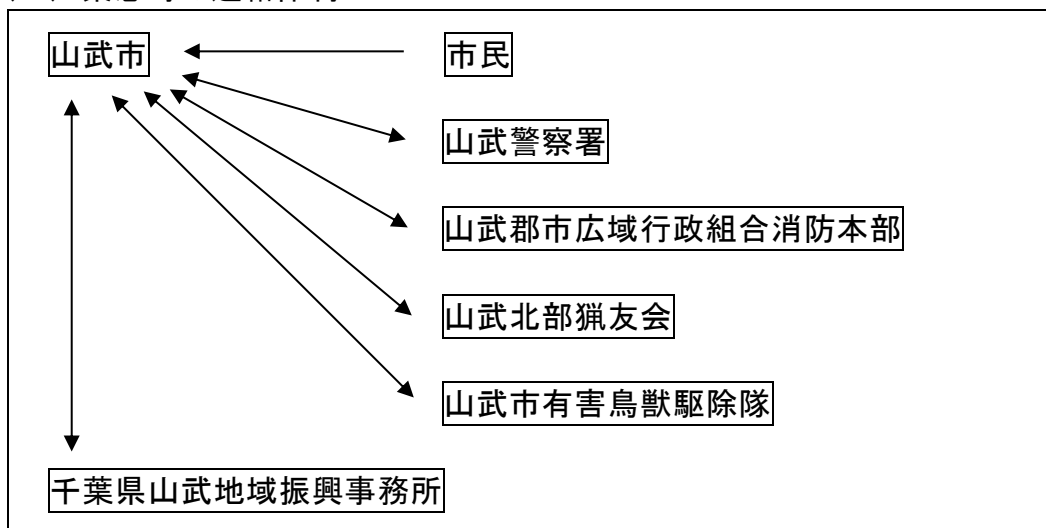 山武市
市民
山武警察署
山武郡市広域行政組合消防本部
山武北部猟友会
山武市有害鳥獣駆除隊
千葉県山武地域振興事務所